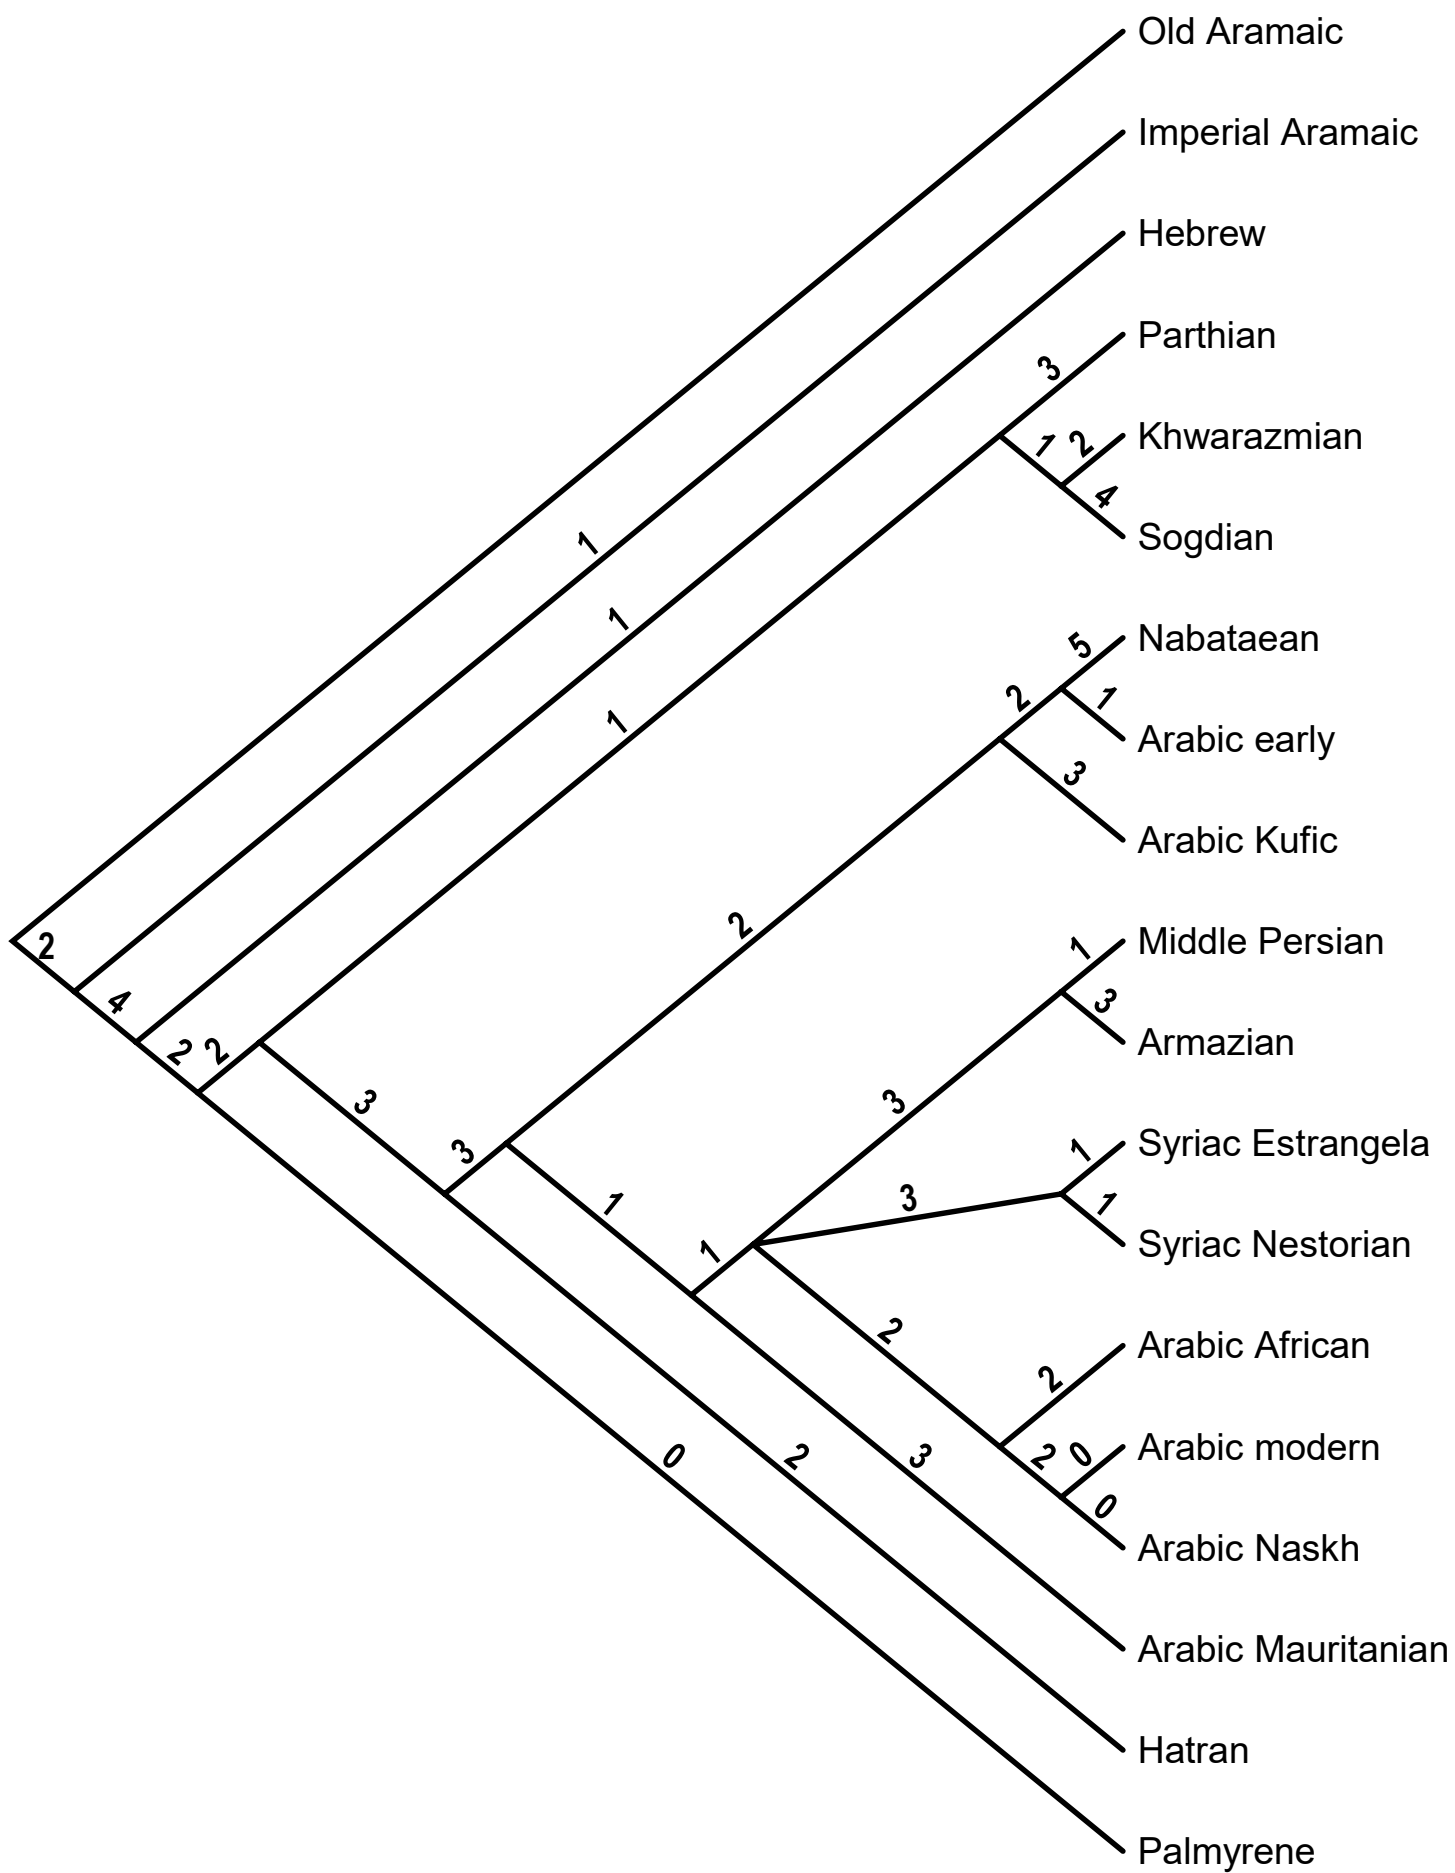 Old Aramaic
Imperial Aramaic
Hebrew
Parthian
3
1 2
Khwarazmian
4
Sogdian
1
1
Nabataean
5
2
1
1
Arabic early
3
Arabic Kufic
2
2
1
Middle Persian
4
3
Armazian
2 2
3
3
3
1
Syriac Estrangela
3
1
1
Syriac Nestorian
1
2
Arabic African
2
0
2
3
2 0
Arabic modern
0
Arabic Naskh
Arabic Mauritanian
Hatran
Palmyrene